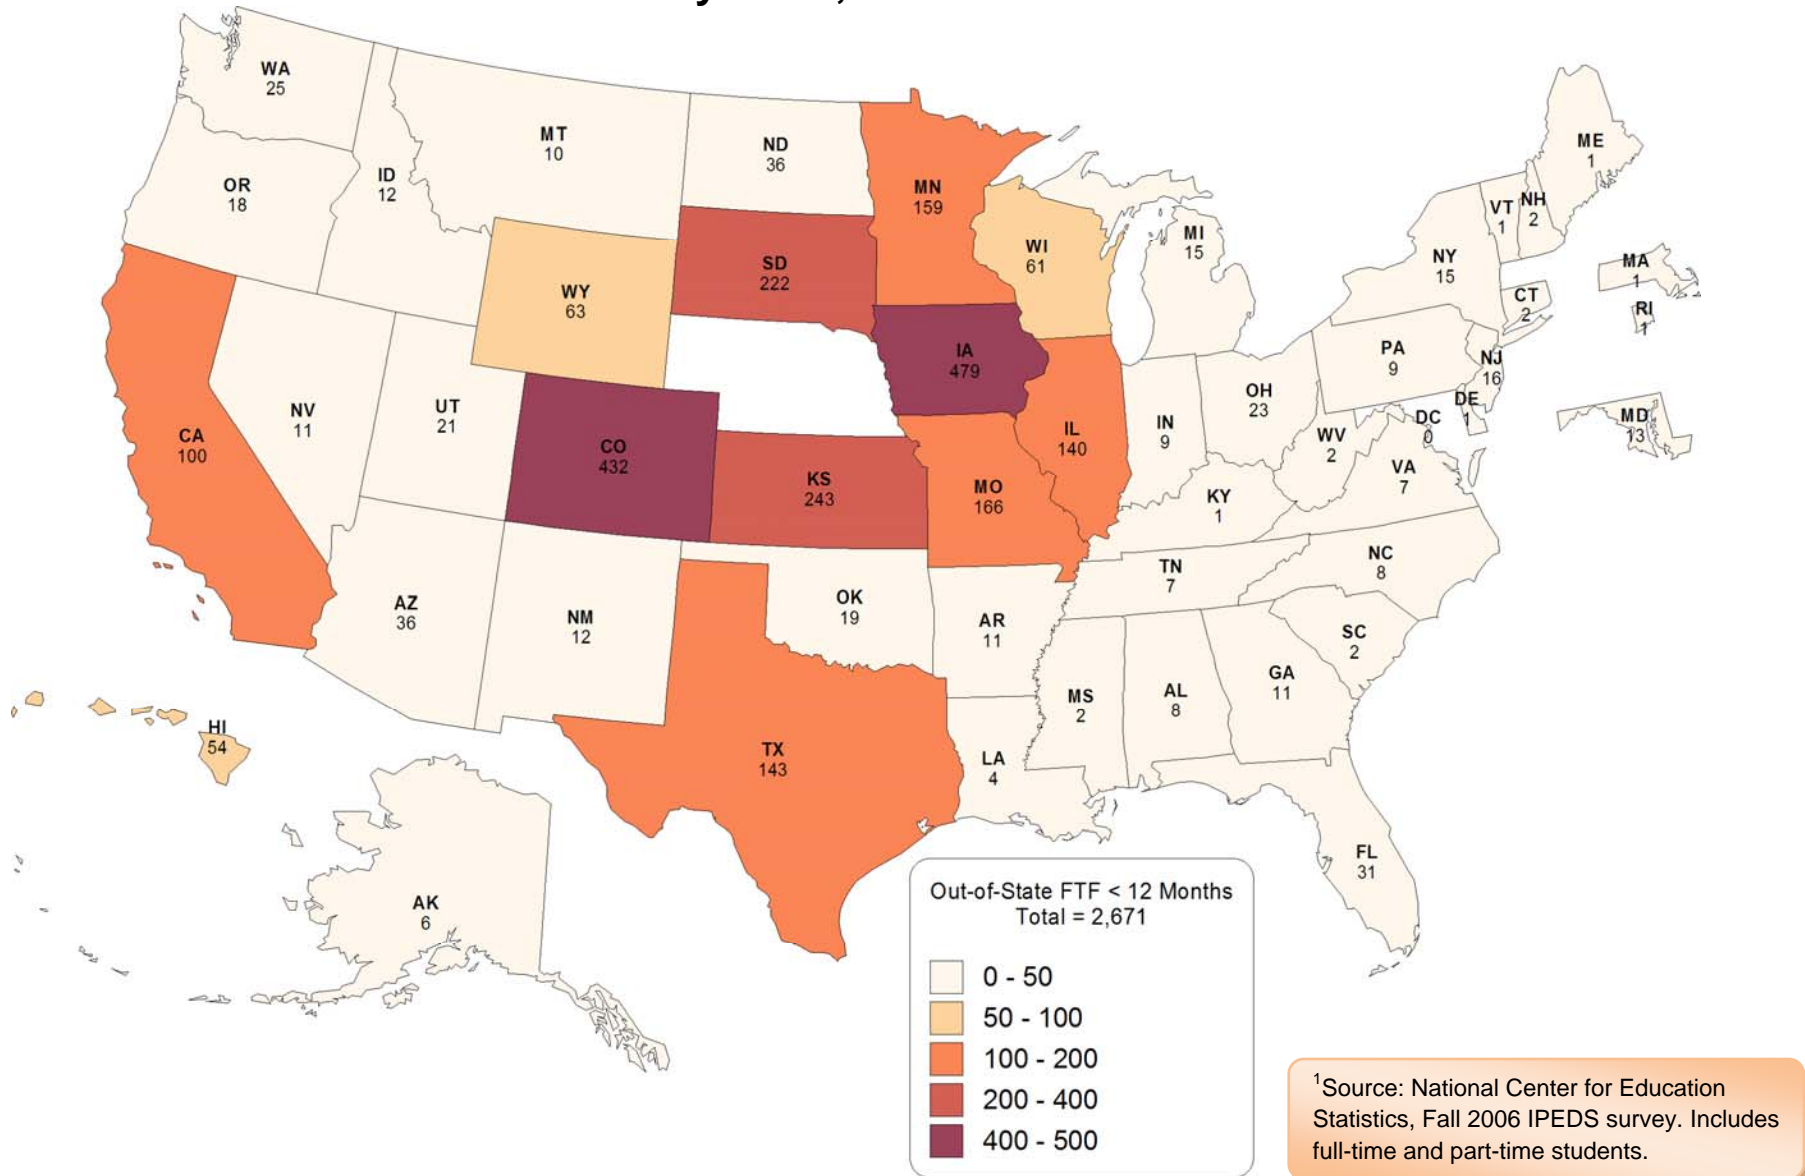 WA
25
MT
10
ND
36
MN
159
ID
12
OR
18
WI
61
MI
15
ME
1
VT
1
NH
2
NY
15
MA
1
CT
2
RI
1
SD
222
WY
63
IA
479
PA
9
NJ
16
OH
23
DE
1
DC
0
MD
13
NV
11
UT
21
CA
100
CO
432
KS
243
MO
166
IL
140
IN
9
WV
2
VA
7
KY
1
NC
8
TN
7
AZ
36
NM
12
OK
19
AR
11
SC
2
GA
11
MS
2
AL
8
HI
54
TX
143
LA
4
FL
31
AK
6
Out-of-State FTF < 12 Months
Total = 2,671
0 - 50
50 - 100
100 - 200
200 - 400
400 - 500
¹Source: National Center for Education
Statistics, Fall 2006 IPEDS survey. Includes
full-time and part-time students.